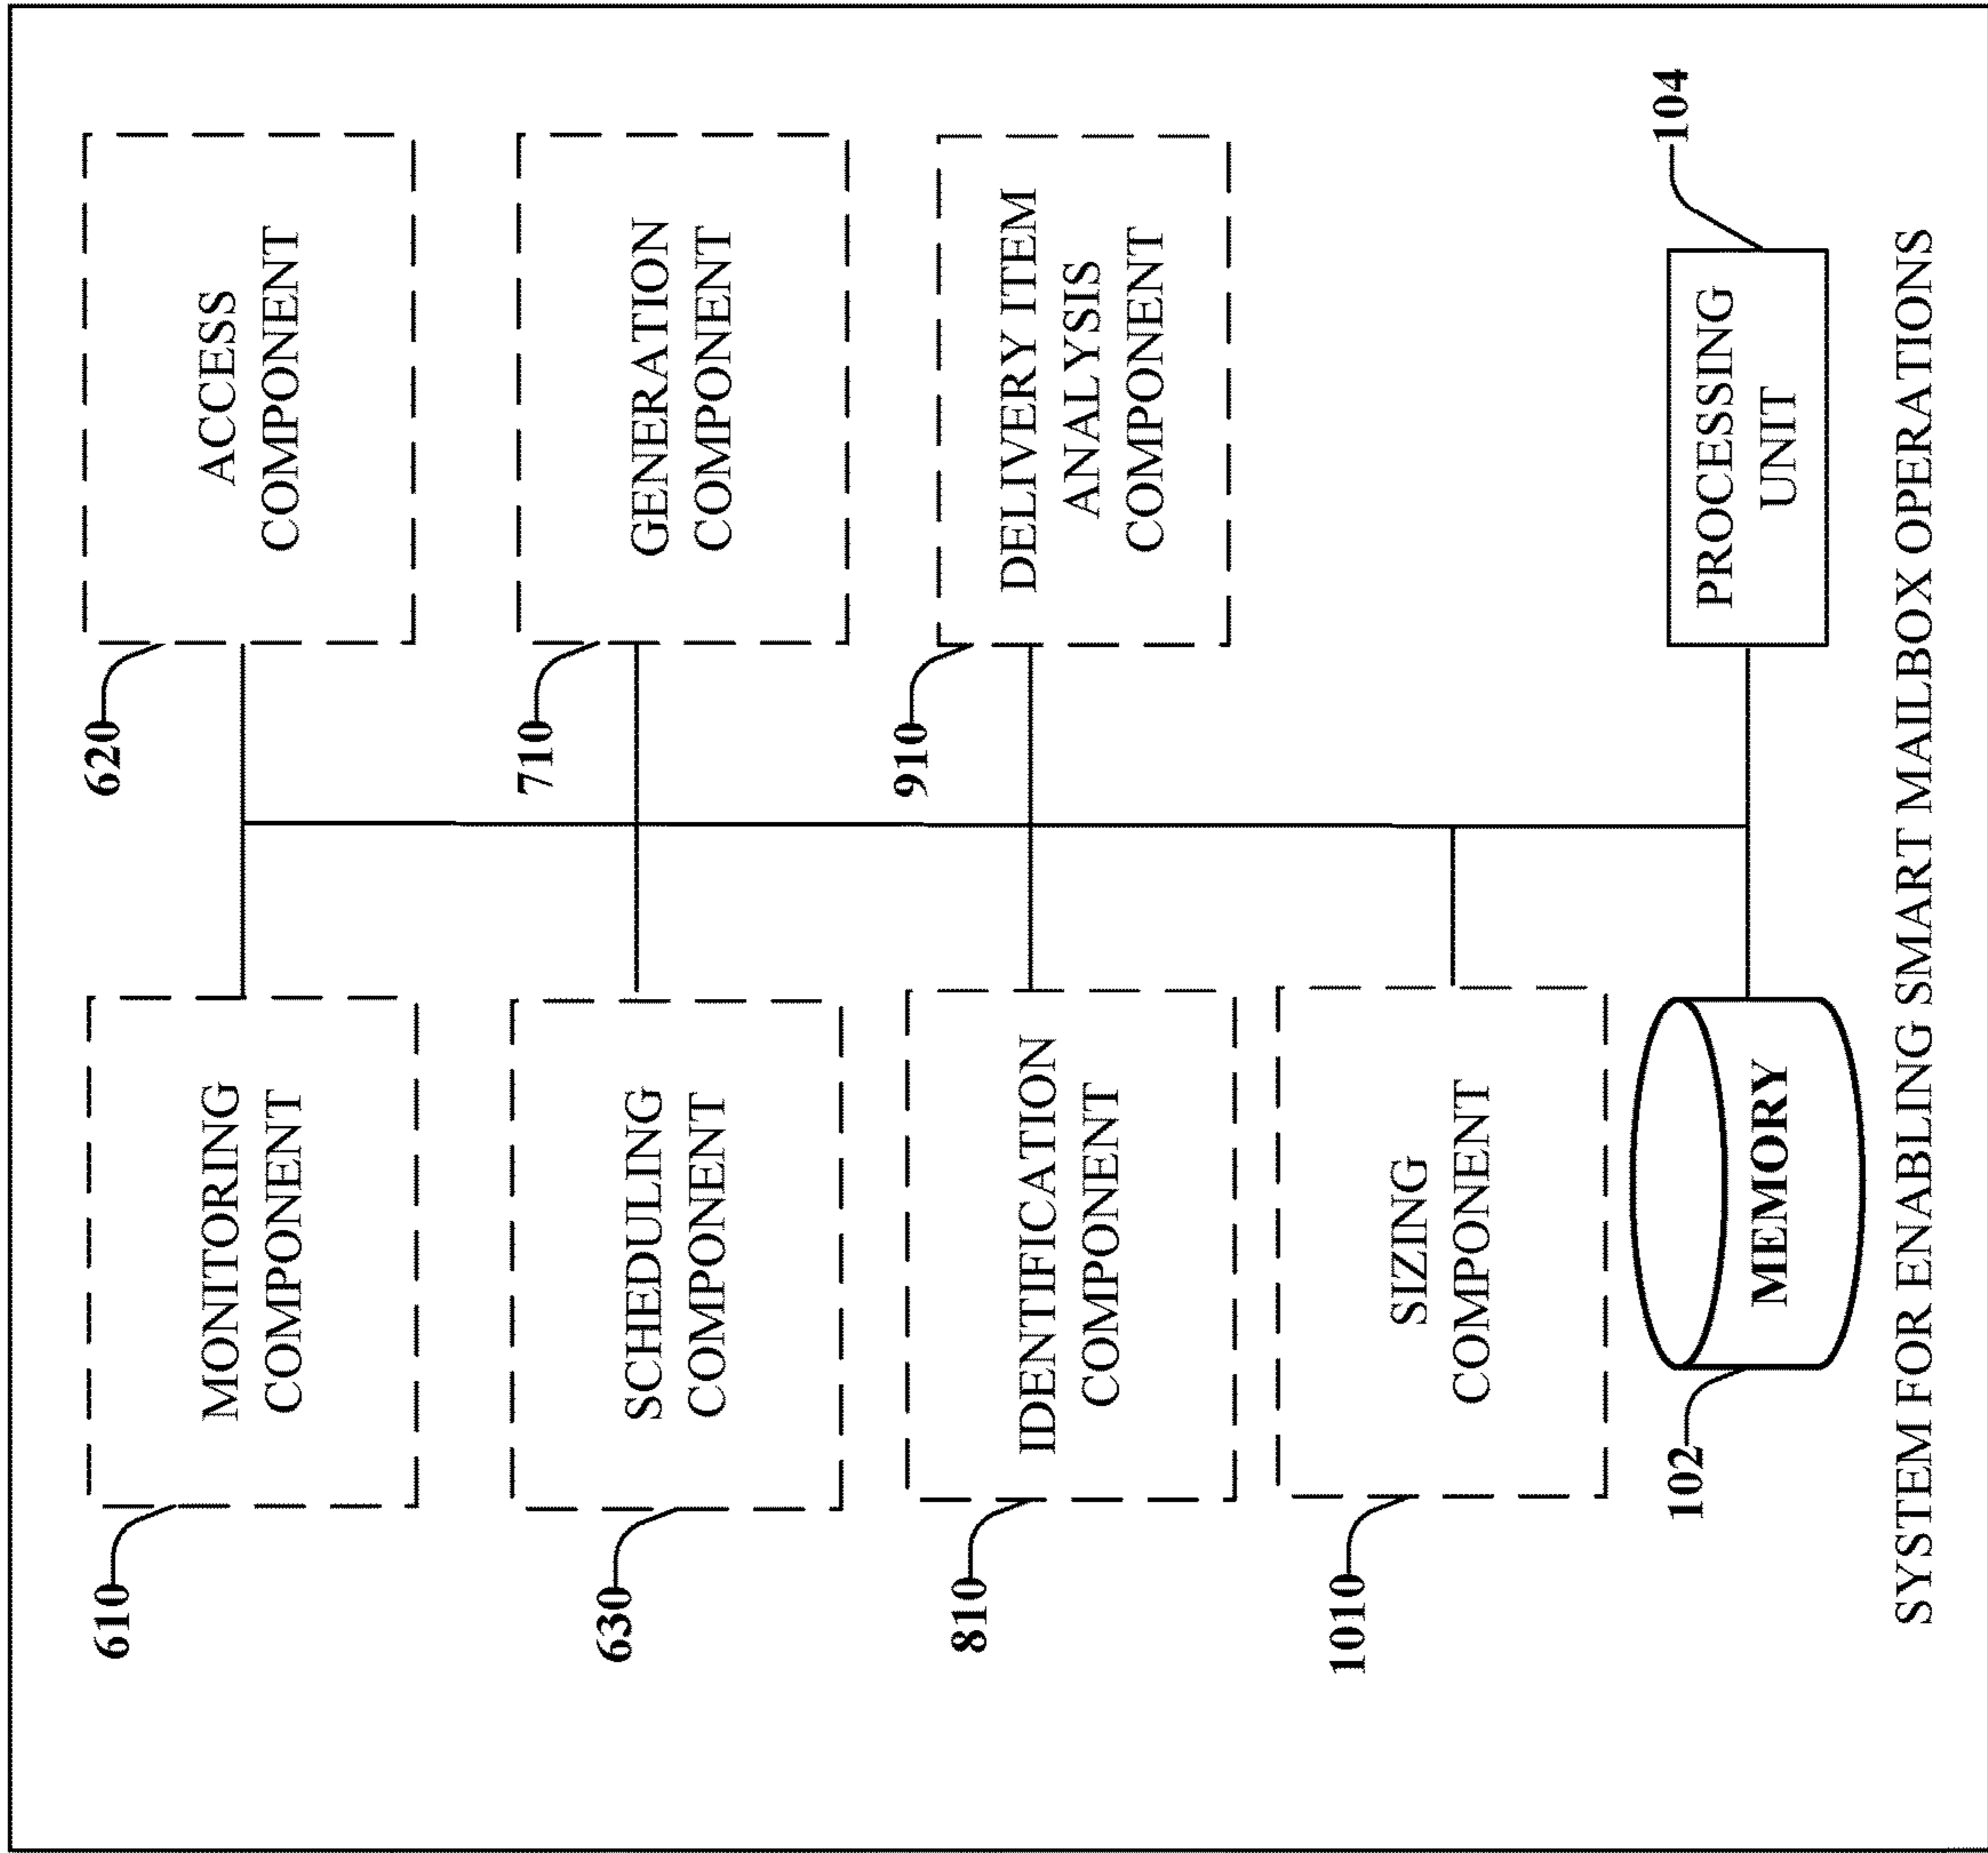 610
MONITORING
COMPONENT
620
ACCESS
COMPONENT
630
SCHEDULING
COMPONENT
710
GENERATION
COMPONENT
810
IDENTIFICATION
COMPONENT
910
DELIVERY ITEM
ANALYSIS
COMPONENT
1010
SIZING
COMPONENT
102
MEMORY
104
PROCESSING
UNIT
SYSTEM FOR ENABLING SMART MAILBOX OPERATIONS